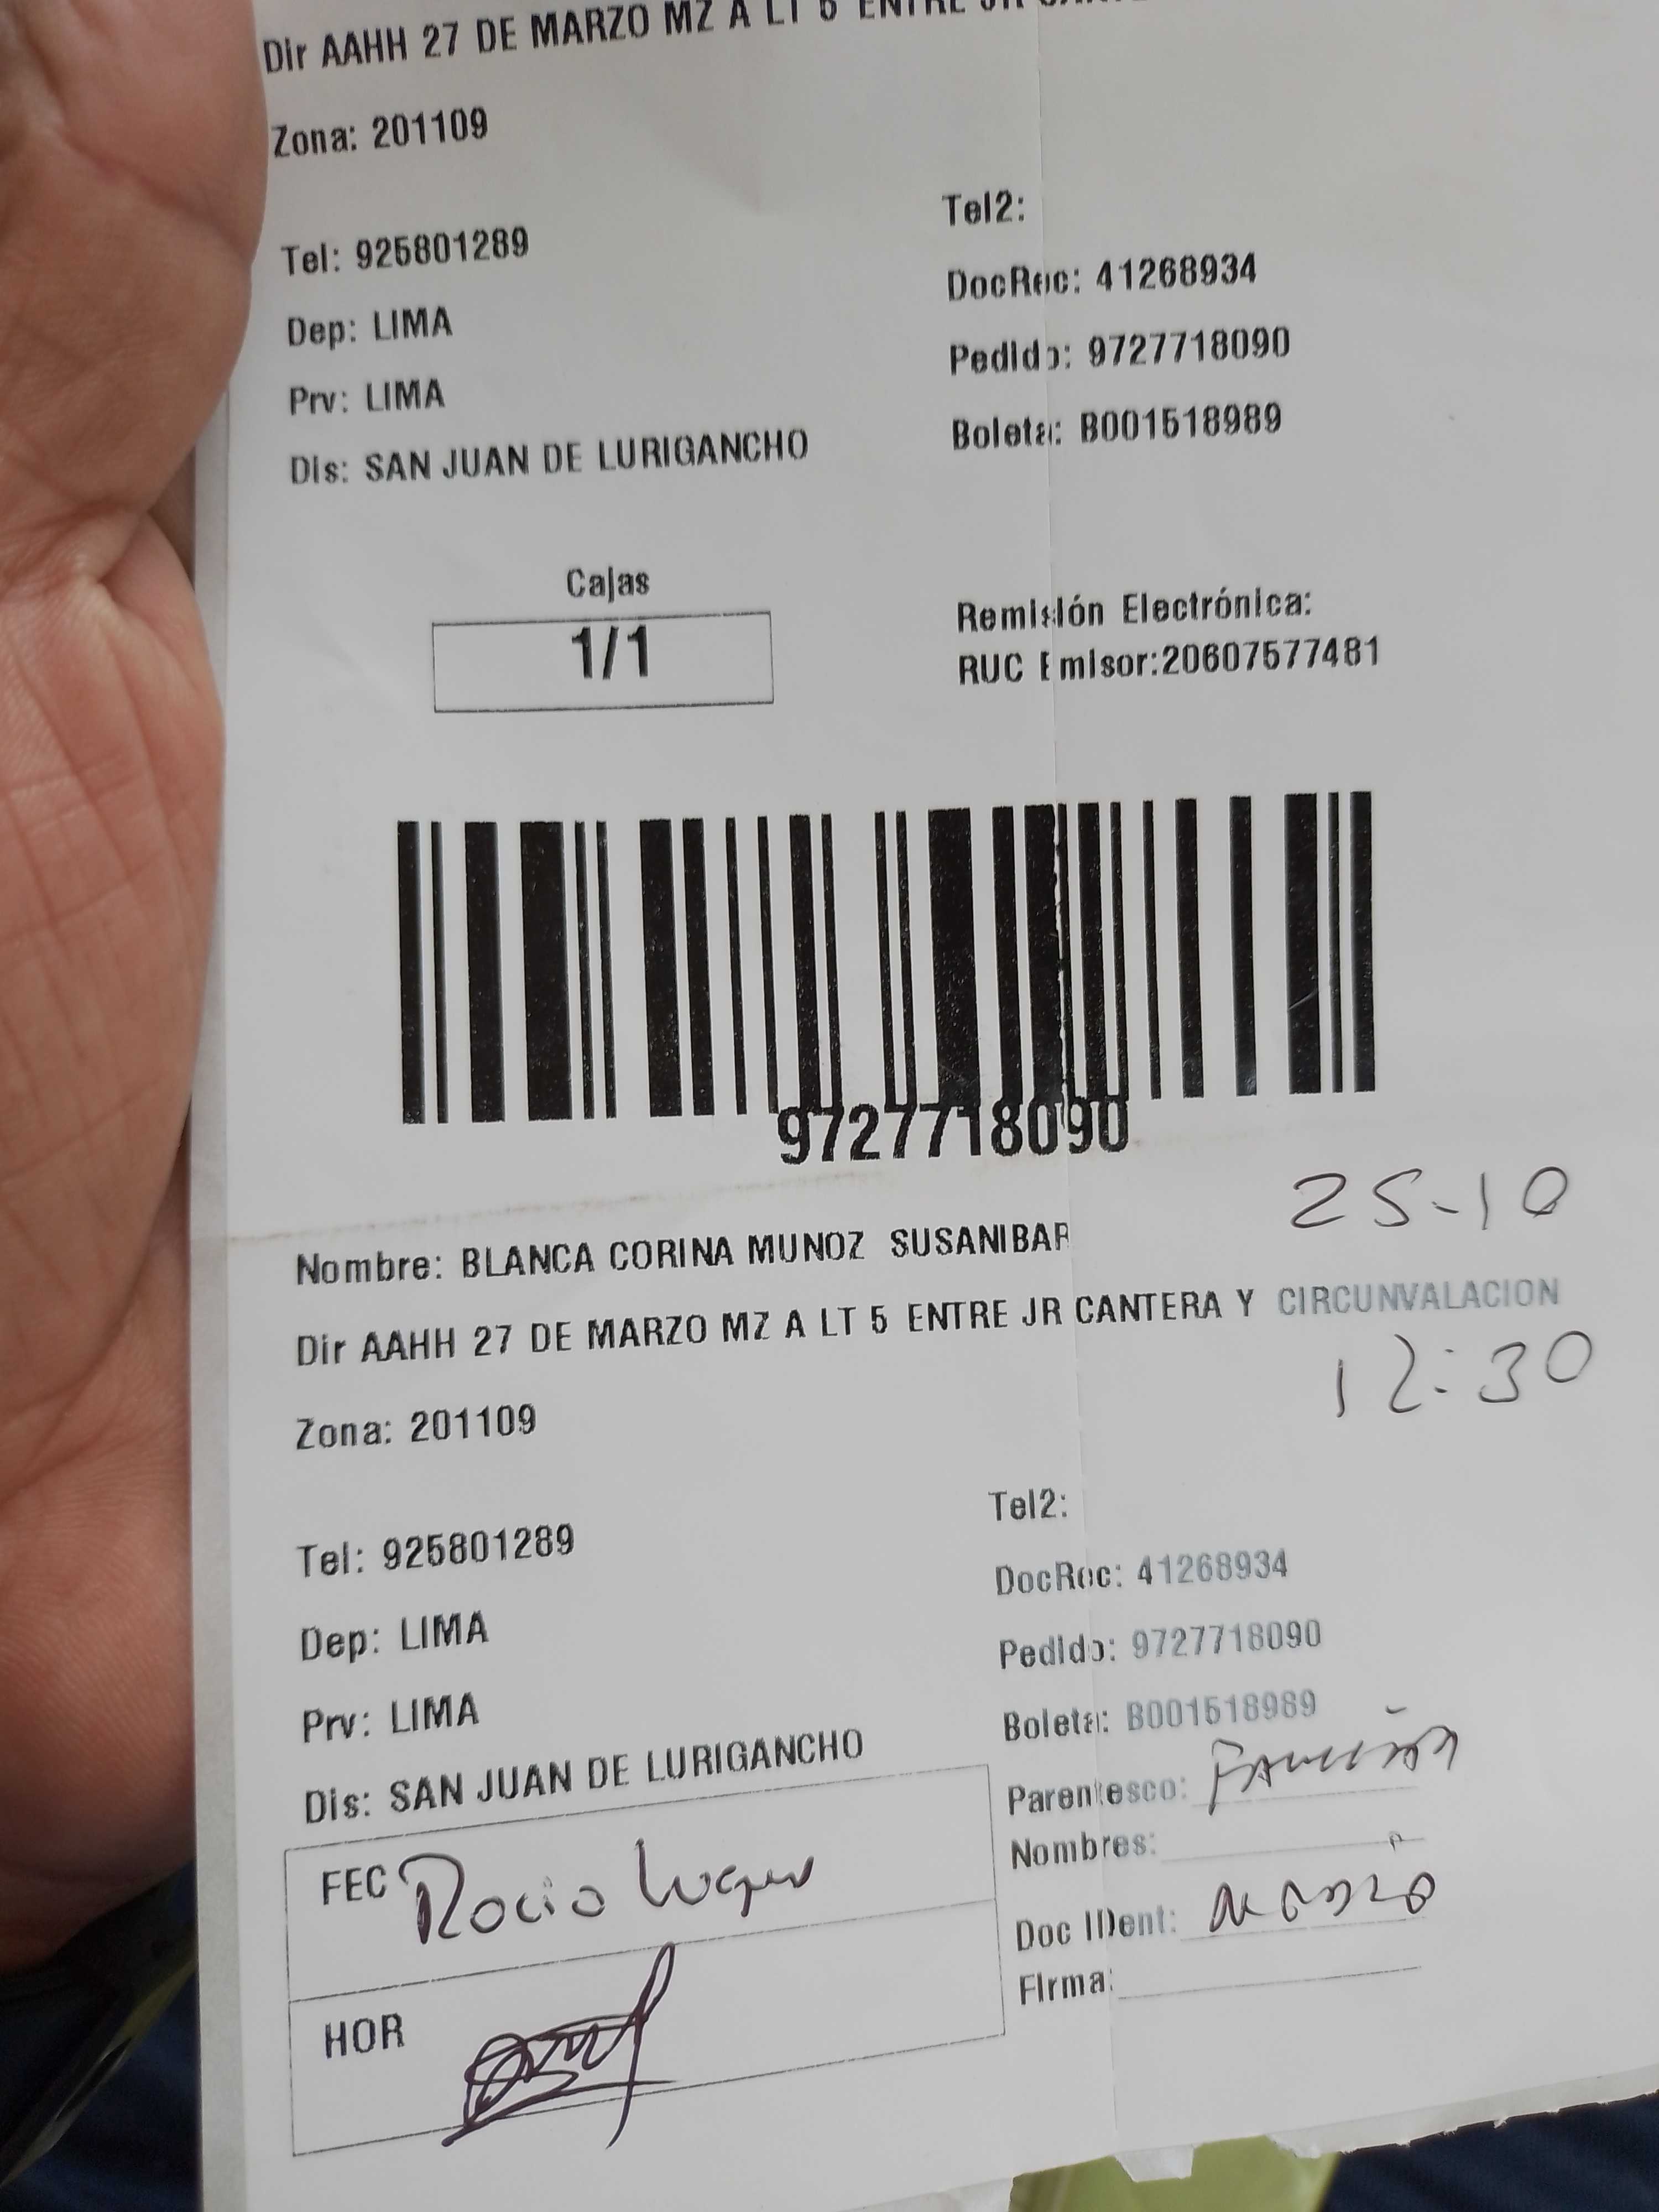 Dir AAHH 27 DE MARZO MZ A LT 5 ENTRE JR
Zona: 201109
Tel: 925801289
Tel2:
DocRec: 41268934
Dep: LIMA
Pedido: 9727718090
Prv: LIMA
Boleta: B001518989
Dis: SAN JUAN DE LURIGANCHO
Cajas
1/1
Remisión Electrónica:
RUC Emisor:20607577481
9727718090
25-10
Nombre: BLANCA CORINA MUNOZ SUSANIBAR
Dir AAHH 27 DE MARZO MZ A LT 5 ENTRE JR CANTERA Y CIRCUNVALACION
12:30
Zona: 201109
Tel2:
Tel: 925801289
DocRec: 41268934
Dep: LIMA
Pedido: 9727718090
Prv: LIMA
Boleta: B001518989
Dis: SAN JUAN DE LURIGANCHO
Parentesco:
Nombres:
FEC Rocio
Doc IDent:
Firma:
HOR